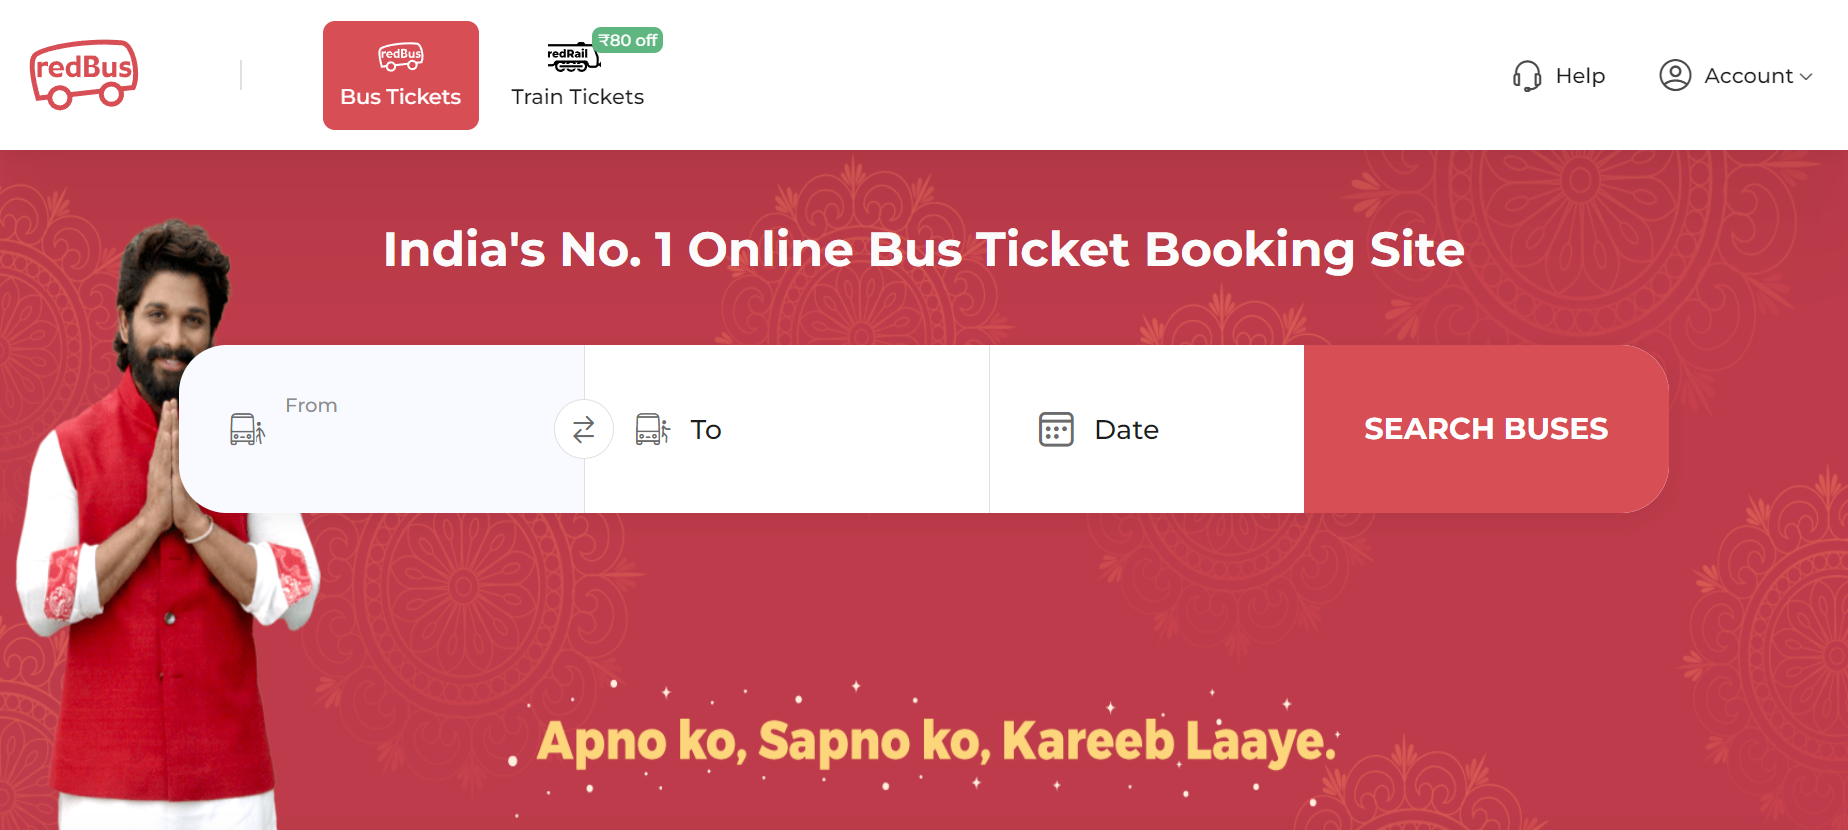 redBus
redBus
Bus Tickets
redRail
₹80 off
Train Tickets
Help
Account
India's No. 1 Online Bus Ticket Booking Site
From
To
Date
SEARCH BUSES
Apno ko, Sapno ko, Kareeb Laaye.